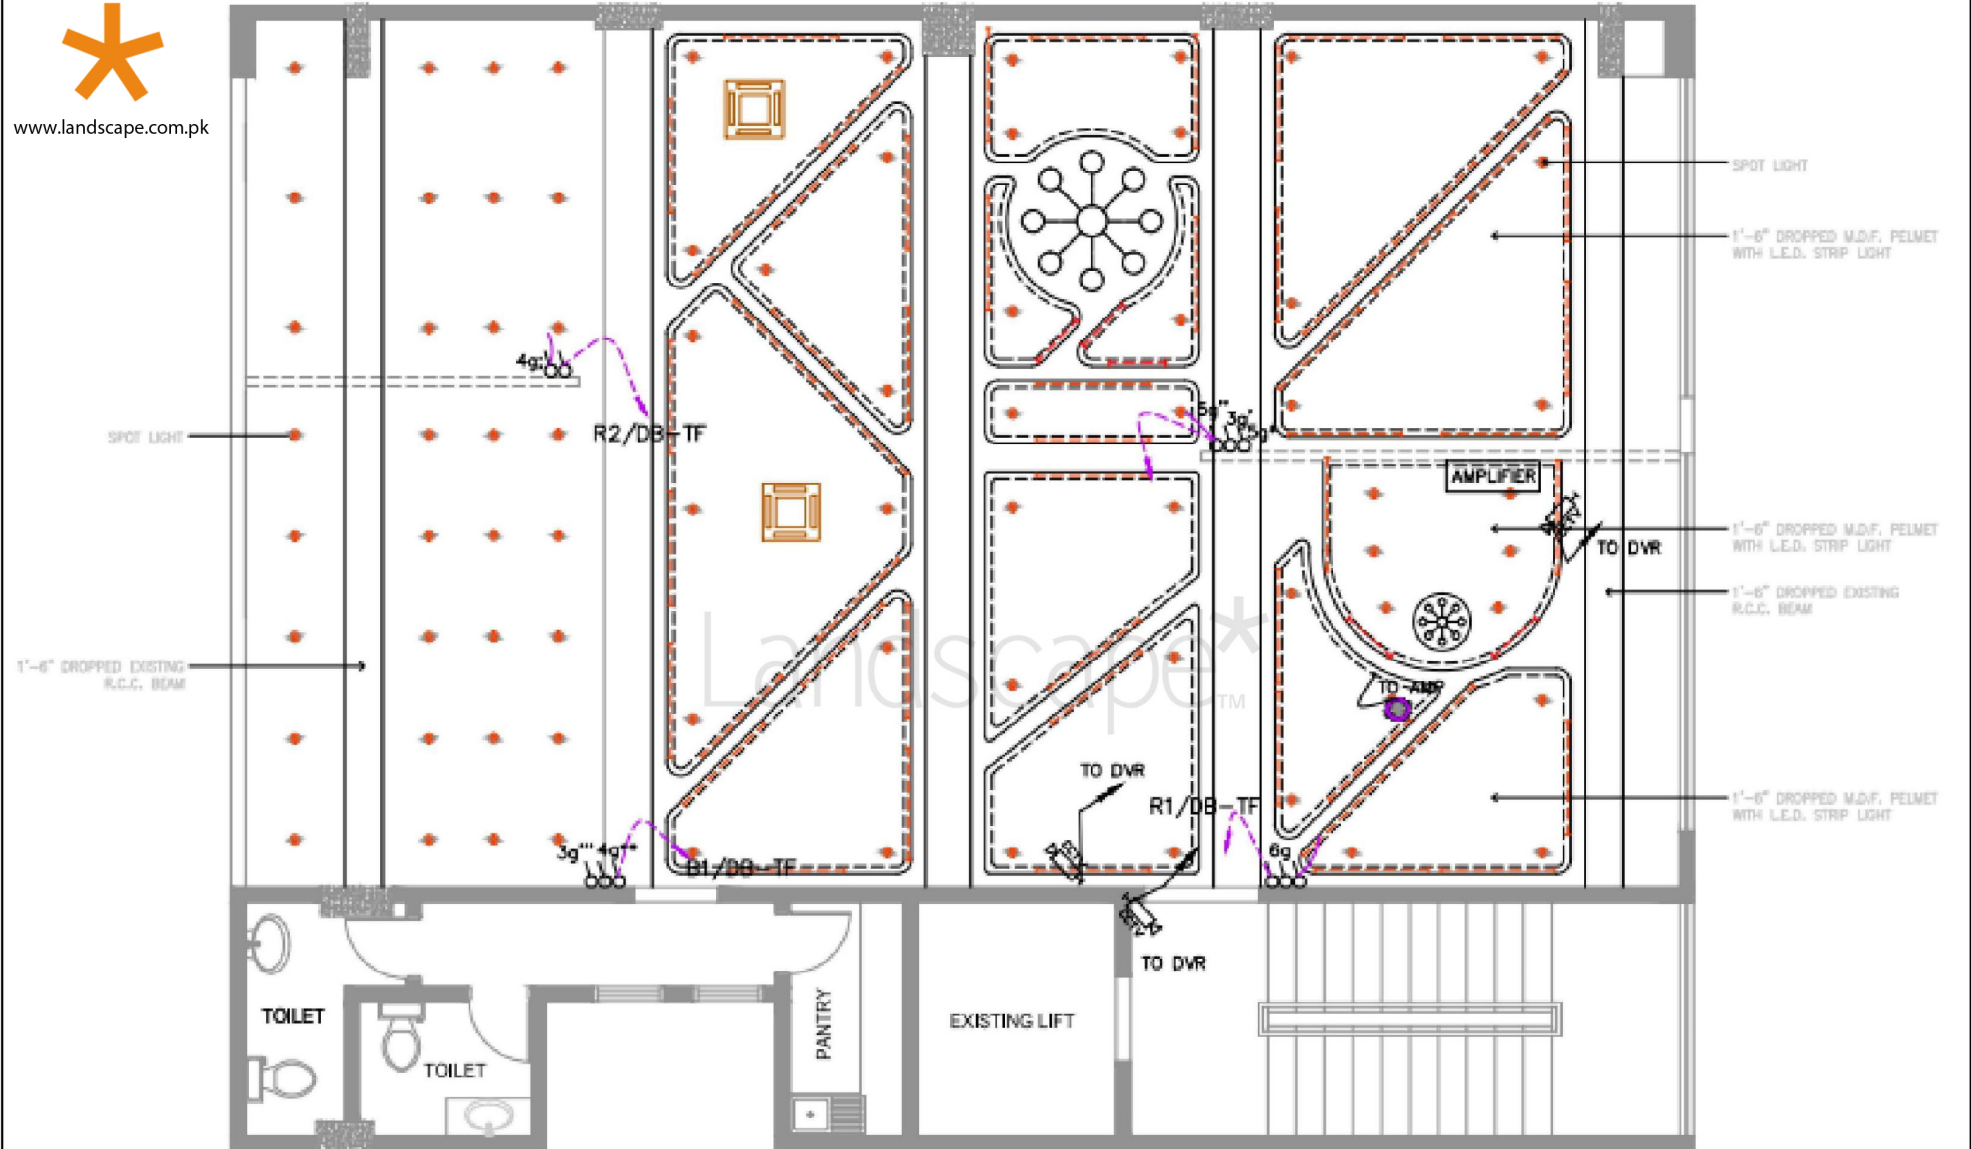 www.landscape.com.pk
SPOT LIGHT
1'-6" DROPPED M.D.F. PELMET
WITH L.E.D. STRIP LIGHT
4g'
R2/DB-TF
SPOT LIGHT
5g''
3g'
5g'
AMPLIFIER
1'-6" DROPPED M.D.F. PELMET
WITH L.E.D. STRIP LIGHT
TO DVR
1'-6" DROPPED EXISTING
R.C.C. BEAM
Landscape*
TM
1'-6" DROPPED EXISTING
R.C.C. BEAM
TO AMP
TO DVR
R1/DB-TF
1'-6" DROPPED M.D.F. PELMET
WITH L.E.D. STRIP LIGHT
3g'''
6g
B1/DB-TF
TO DVR
TOILET
PANTRY
EXISTING LIFT
TOILET